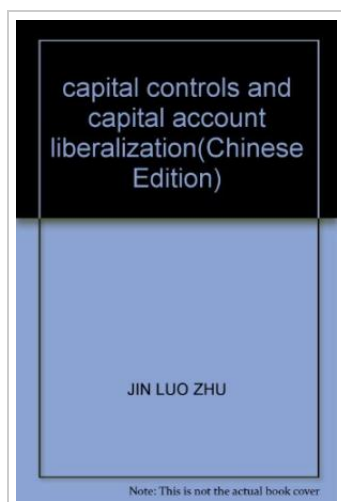 capital controls and
capital account
liberalization(Chinese
Edition)
JIN LUO ZHU
Note: This is not the actual book cover